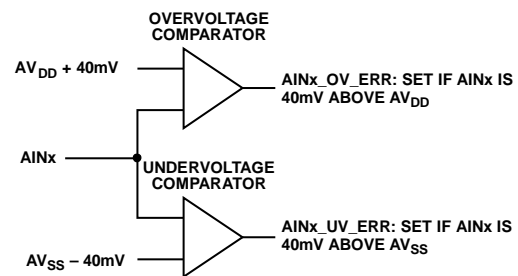 OVERVOLTAGE
COMPARATOR
AVDD + 40mV
AINx_OV_ERR: SET IF AINx IS
40mV ABOVE AVDD
AINx
UNDERVOLTAGE
COMPARATOR
AINx_UV_ERR: SET IF AINx IS
40mV ABOVE AVSS
AVSS – 40mV